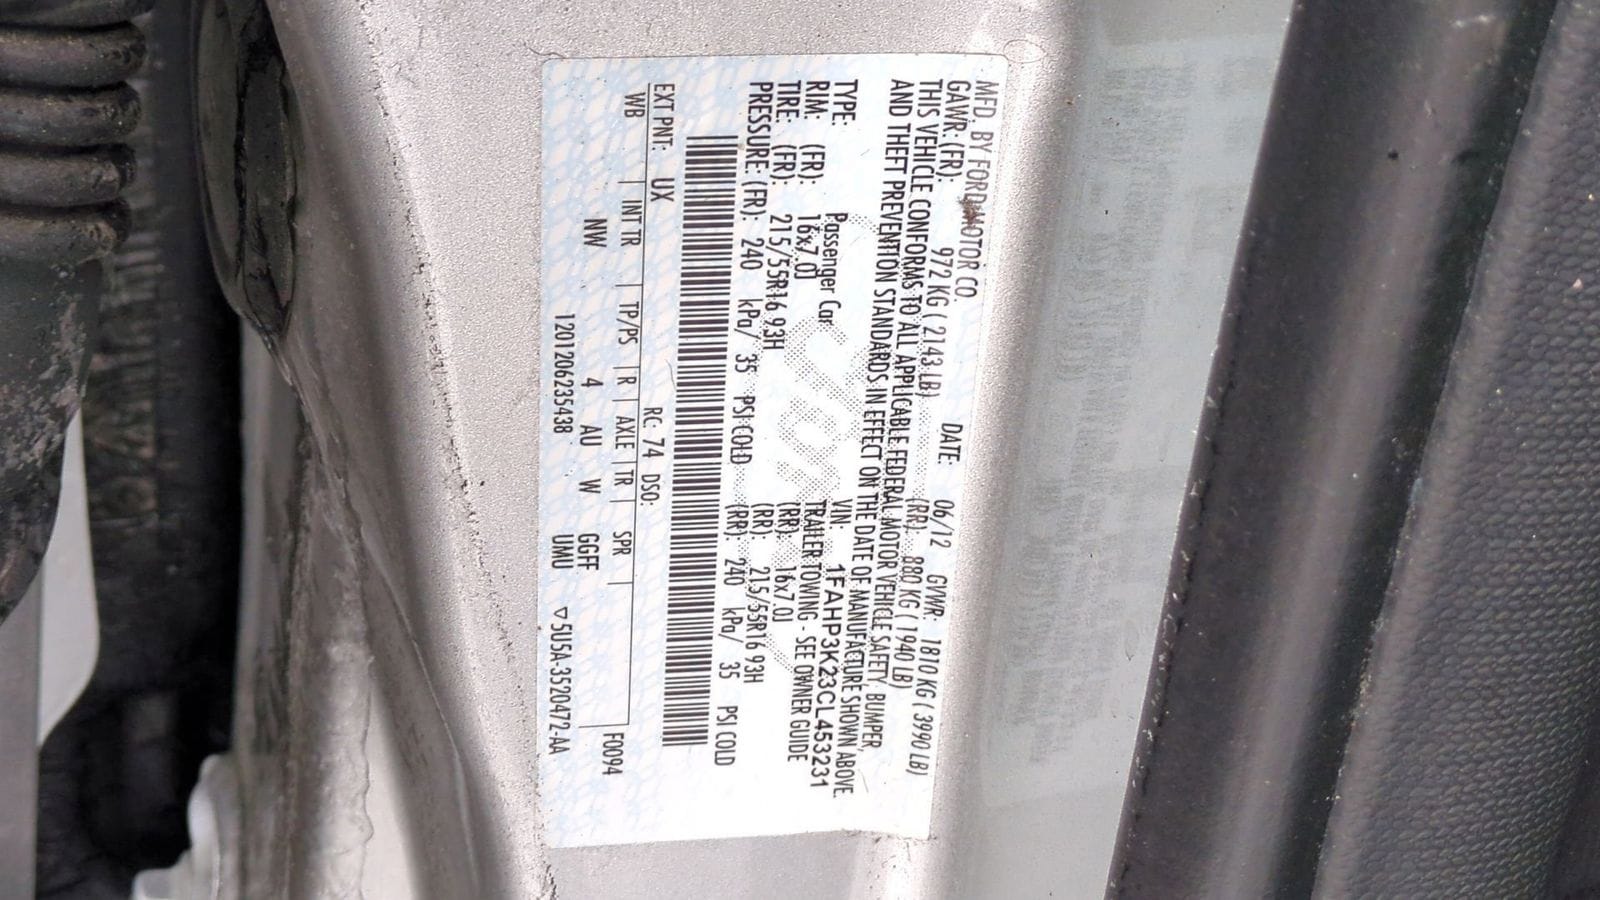 MFD. BY FORD MOTOR CO.
DATE: 06/12 GVWR: 1810 KG ( 3990 LB)
GAWR: (FR): 972 KG ( 2143 LB) (RR): 880 KG ( 1940 LB)
THIS VEHICLE CONFORMS TO ALL APPLICABLE FEDERAL MOTOR VEHICLE SAFETY, BUMPER,
AND THEFT PREVENTION STANDARDS IN EFFECT ON THE DATE OF MANUFACTURE SHOWN ABOVE.
VIN: 1FAHP3K23CL453231
TYPE: Passenger Car TRAILER TOWING - SEE OWNER GUIDE
RIM: (FR): 16x7.0J (RR): 16x7.0J
TIRE: (FR): 215/55R16 93H (RR): 215/55R16 93H
PRESSURE: (FR): 240 kPa/ 35 PSI COLD (RR): 240 kPa/ 35 PSI COLD
EXT PNT: UX RC: 74 DSO: F0094
WB INT TR TP/PS R AXLE TR SPR
NW 4 AU W GGFF
120120623543​8 UMU ▽5U5A-3520472-AA